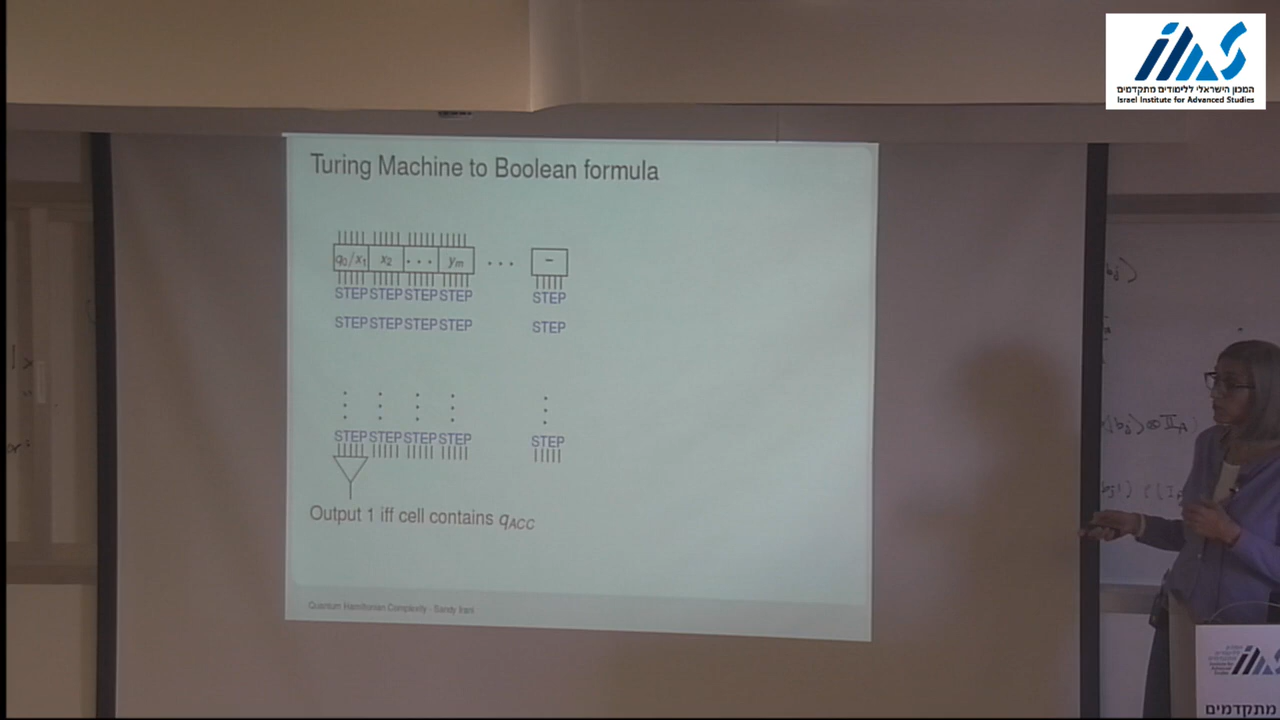 המכון הישראלי ללימודים מתקדמים
Israel Institute for Advanced Studies
Turing Machine to Boolean formula
q₀/x₁ x₂ ... yₘ ... −
STEP STEP STEP STEP STEP
STEP STEP STEP STEP STEP
STEP STEP STEP STEP STEP
Output 1 iff cell contains q_ACC
Quantum Hamiltonian Complexity - Sandy Irani
מתקדמים